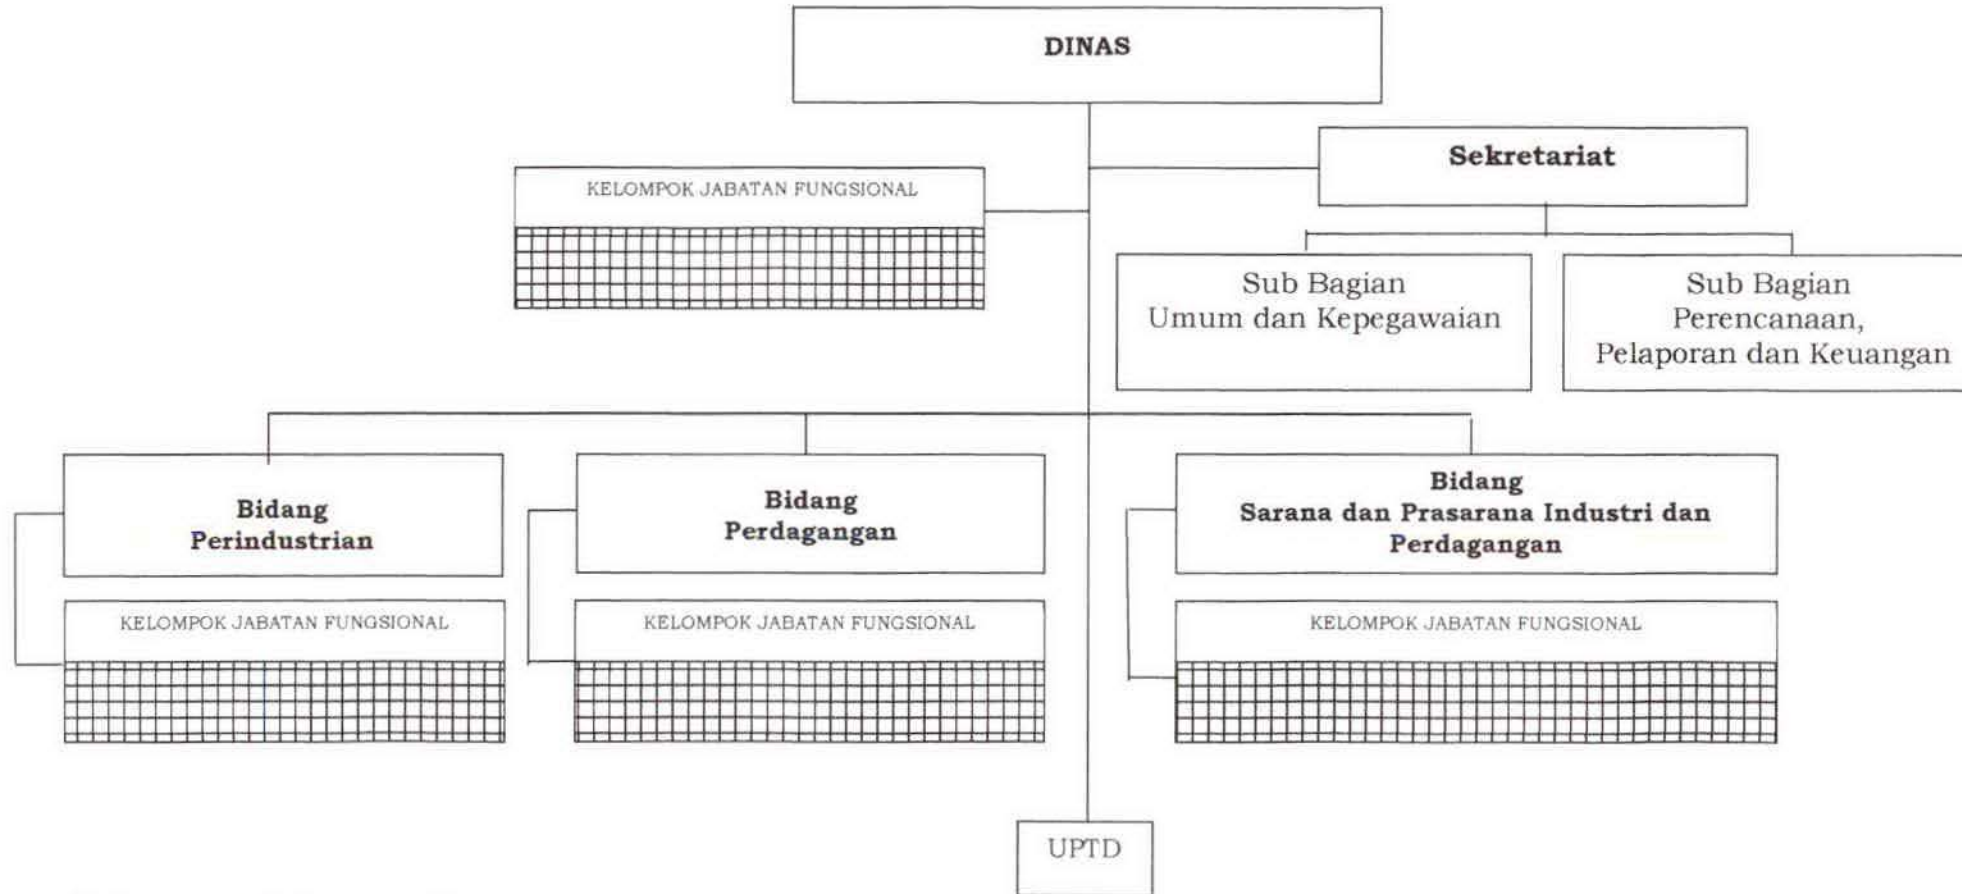 DINAS
Sekretariat
KELOMPOK JABATAN FUNGSIONAL
Sub Bagian
Umum dan Kepegawaian
Sub Bagian
Perencanaan,
Pelaporan dan Keuangan
Bidang
Perindustrian
Bidang
Perdagangan
Bidang
Sarana dan Prasarana Industri dan
Perdagangan
KELOMPOK JABATAN FUNGSIONAL
KELOMPOK JABATAN FUNGSIONAL
KELOMPOK JABATAN FUNGSIONAL
UPTD